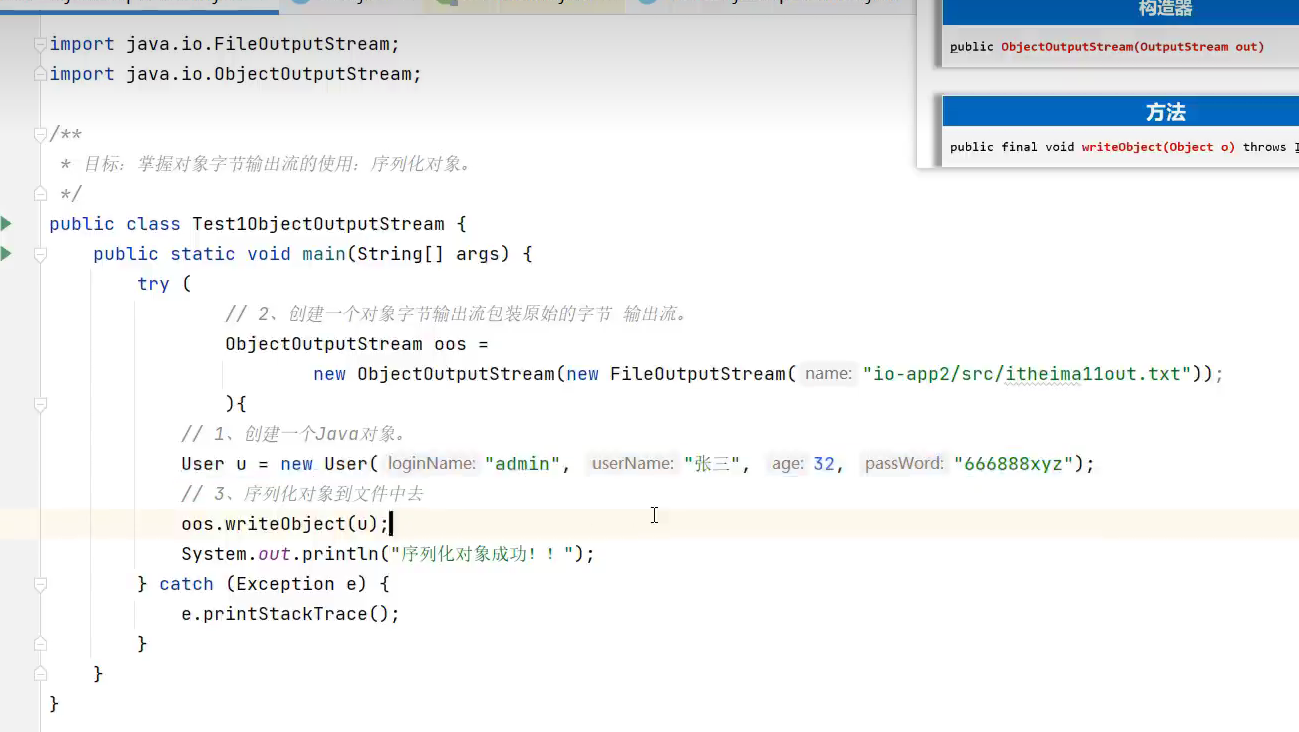 import java.io.FileOutputStream;
import java.io.ObjectOutputStream;
/**
* 目标：掌握对象字节输出流的使用：序列化对象。
*/
public class Test1ObjectOutputStream {
public static void main(String[] args) {
try (
// 2、创建一个对象字节输出流包装原始的字节 输出流。
ObjectOutputStream oos =
new ObjectOutputStream(new FileOutputStream( name: "io-app2/src/itheima11out.txt"));
){
// 1、创建一个Java对象。
User u = new User( loginName: "admin", userName: "张三", age: 32, passWord: "666888xyz");
// 3、序列化对象到文件中去
oos.writeObject(u);
System.out.println("序列化对象成功！！");
} catch (Exception e) {
e.printStackTrace();
}
}
}
构造器
public ObjectOutputStream(OutputStream out)
方法
public final void writeObject(Object o) throws